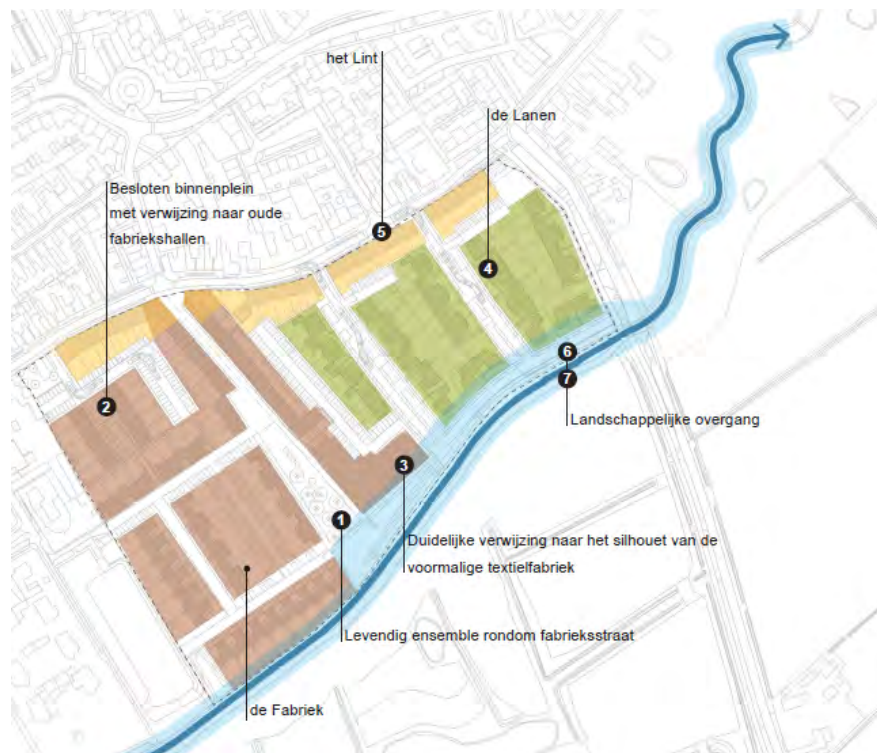 het Lint
de Lanen
Besloten binnenplein
met verwijzing naar oude
fabriekshallen
5
4
2
6
7
Landschappelijke overgang
3
1
Duidelijke verwijzing naar het silhouet van de
voormalige textielfabriek
Levendig ensemble rondom fabrieksstraat
de Fabriek